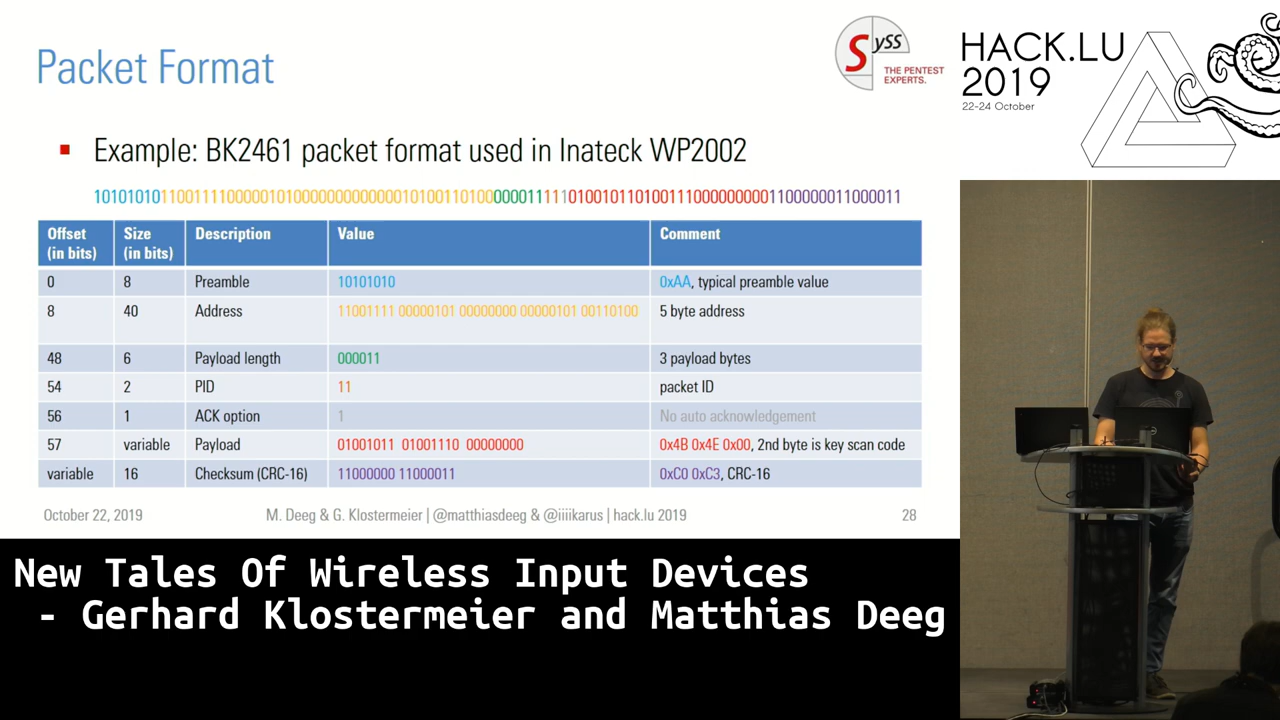 Packet Format
SySS
THE PENTEST
EXPERTS.
HACK.LU
2019
22-24 October
Example: BK2461 packet format used in Inateck WP2002
1010101011001111000001010000000000000101001101000000111110100101101001110000000001100000011000011
Offset (in bits) Size (in bits) Description Value Comment
0 8 Preamble 10101010 0xAA, typical preamble value
8 40 Address 11001111 00000101 00000000 00000101 00110100 5 byte address
48 6 Payload length 000011 3 payload bytes
54 2 PID 11 packet ID
56 1 ACK option 1 No auto acknowledgement
57 variable Payload 01001011 01001110 00000000 0x4B 0x4E 0x00, 2nd byte is key scan code
variable 16 Checksum (CRC-16) 11000000 11000011 0xC0 0xC3, CRC-16
October 22, 2019 M. Deeg & G. Klostermeier | @matthiasdeeg & @iiiikarus | hack.lu 2019 28
New Tales Of Wireless Input Devices
- Gerhard Klostermeier and Matthias Deeg